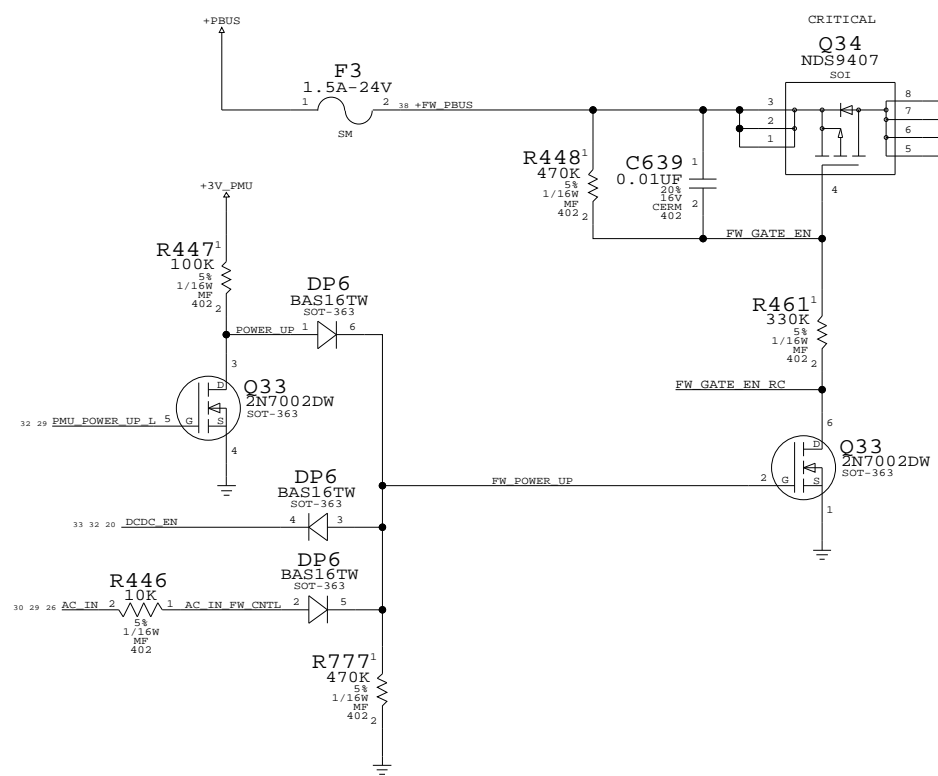 +PBUS
F3
1.5A-24V
1 2
38 +FW_PBUS
SM
CRITICAL
Q34
NDS9407
SOI
3
2
1
8
7
6
5
4
R448
470K
5%
1/16W
MF
402
1
2
C639
0.01UF
20%
16V
CERM
402
1
2
FW_GATE_EN
+3V_PMU
R447
100K
5%
1/16W
MF
402
1
2
DP6
BAS16TW
SOT-363
POWER_UP 1 6
R461
330K
5%
1/16W
MF
402
1
2
3
Q33
2N7002DW
SOT-363
D
G
S
32 29 PMU_POWER_UP_L 5
4
FW_GATE_EN_RC
6
Q33
2N7002DW
SOT-363
D
G
S
2
1
FW_POWER_UP
DP6
BAS16TW
SOT-363
33 32 20 DCDC_EN 4 3
DP6
BAS16TW
SOT-363
R446
10K
30 29 26 AC_IN 2 1 AC_IN_FW_CNTL 2 5
5%
1/16W
MF
402
R777
470K
5%
1/16W
MF
402
1
2